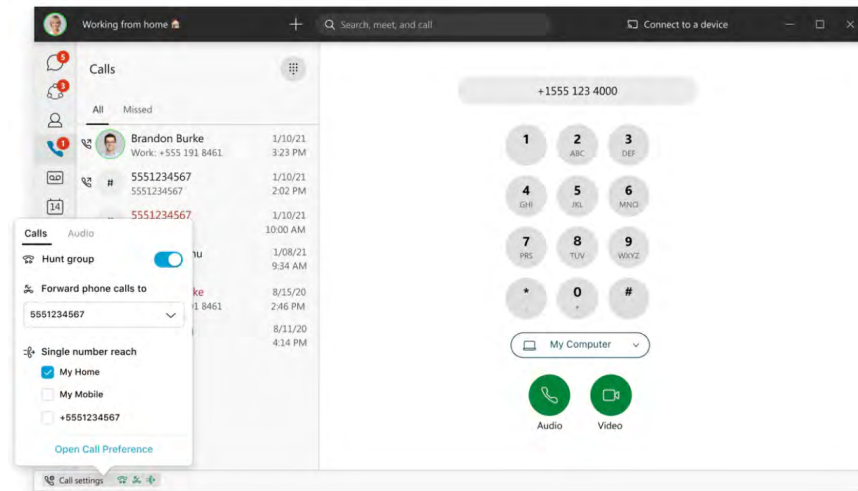 Working from home
Search, meet, and call
Connect to a device
5
3
1
14
Calls
All Missed
Brandon Burke 1/10/21
Work: +555 191 8461 3:23 PM
# 5551234567 1/10/21
5551234567 2:02 PM
5551234567 1/10/21
10:00 AM
nu 1/08/21
9:34 AM
ke 8/15/20
91 8461 2:46 PM
8/11/20
4:14 PM
Calls Audio
Hunt group
Forward phone calls to
5551234567
Single number reach
My Home
My Mobile
+5551234567
Open Call Preference
Call settings
+1555 123 4000
1 2 3
ABC DEF
4 5 6
GHI JKL MNO
7 8 9
PRS TUV WXYZ
* 0 #
+
My Computer
Audio Video